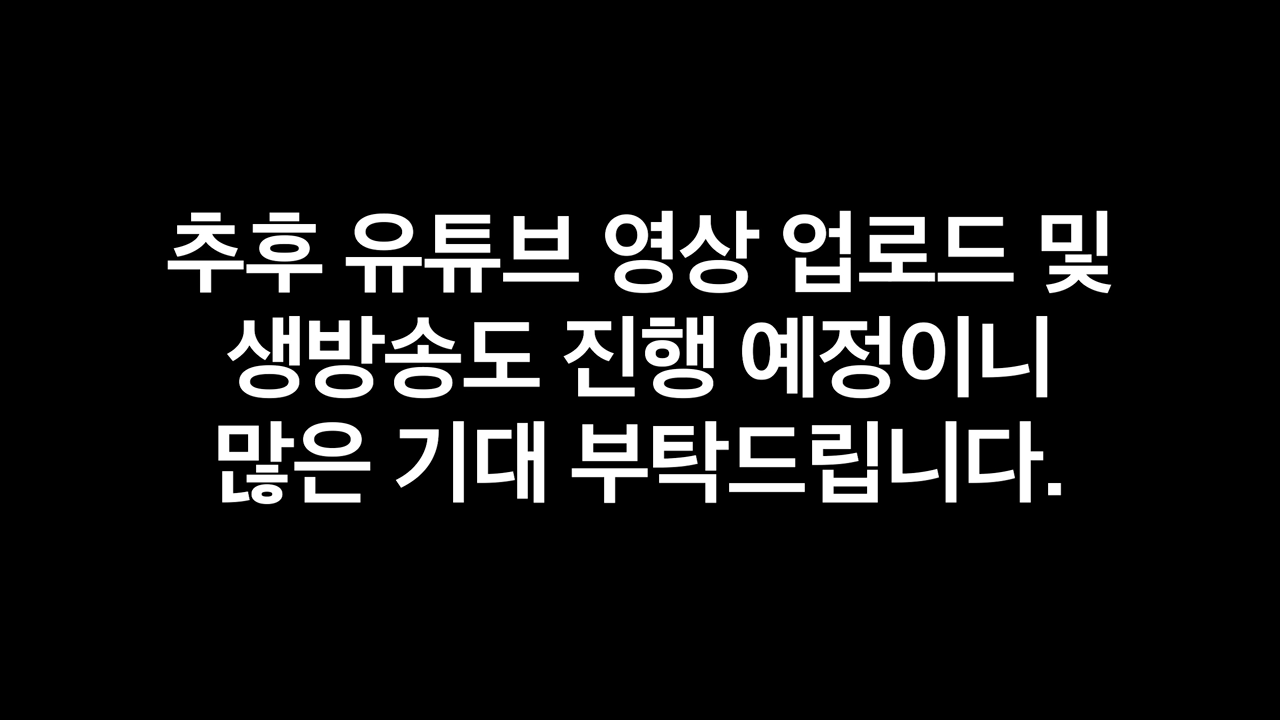 추후 유튜브 영상 업로드 및
생방송도 진행 예정이니
많은 기대 부탁드립니다.